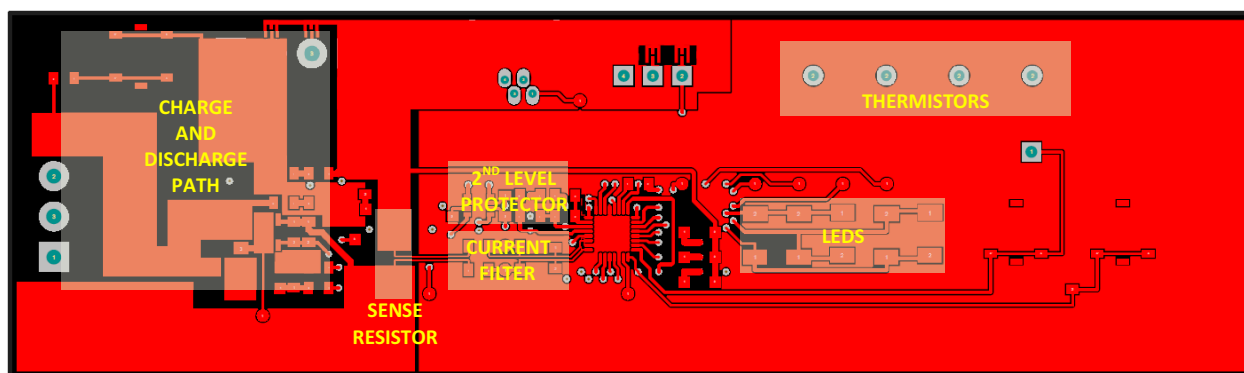 CHARGE
AND
DISCHARGE
PATH
2ND LEVEL
PROTECTOR
CURRENT
FILTER
SENSE
RESISTOR
THERMISTORS
LEDS